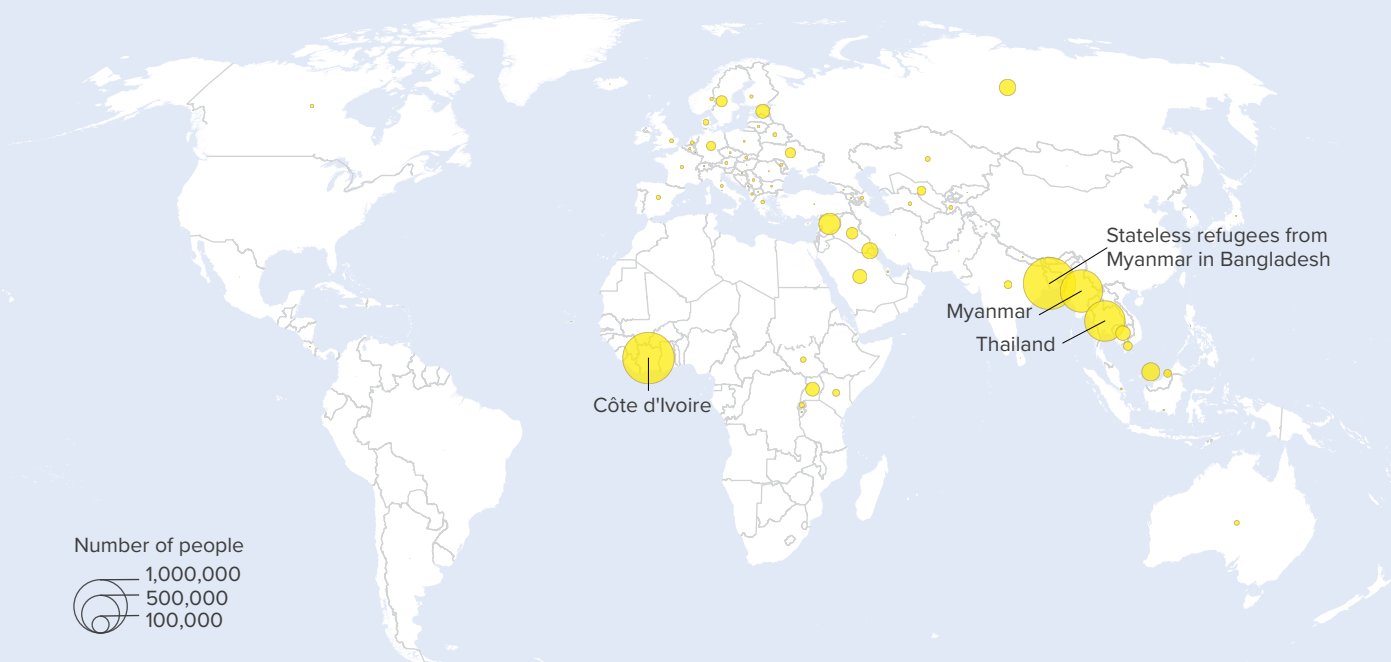 Stateless refugees from
Myanmar in Bangladesh
Myanmar
Thailand
Côte d'Ivoire
Number of people
1,000,000
500,000
100,000